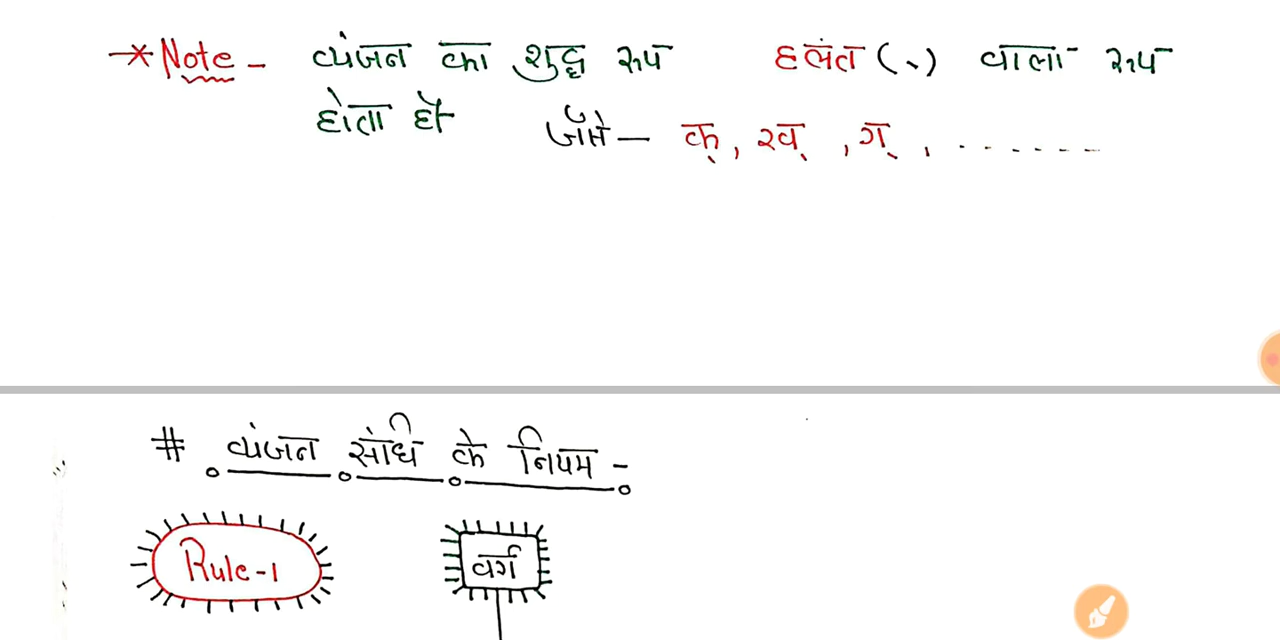 * Note - व्यंजन का शुद्ध रूप हलंत (्) वाला रूप
होता है जैसे - क्, ख्, ग्, .......
# व्यंजन संधि के नियम -
Rule-1 वर्ग